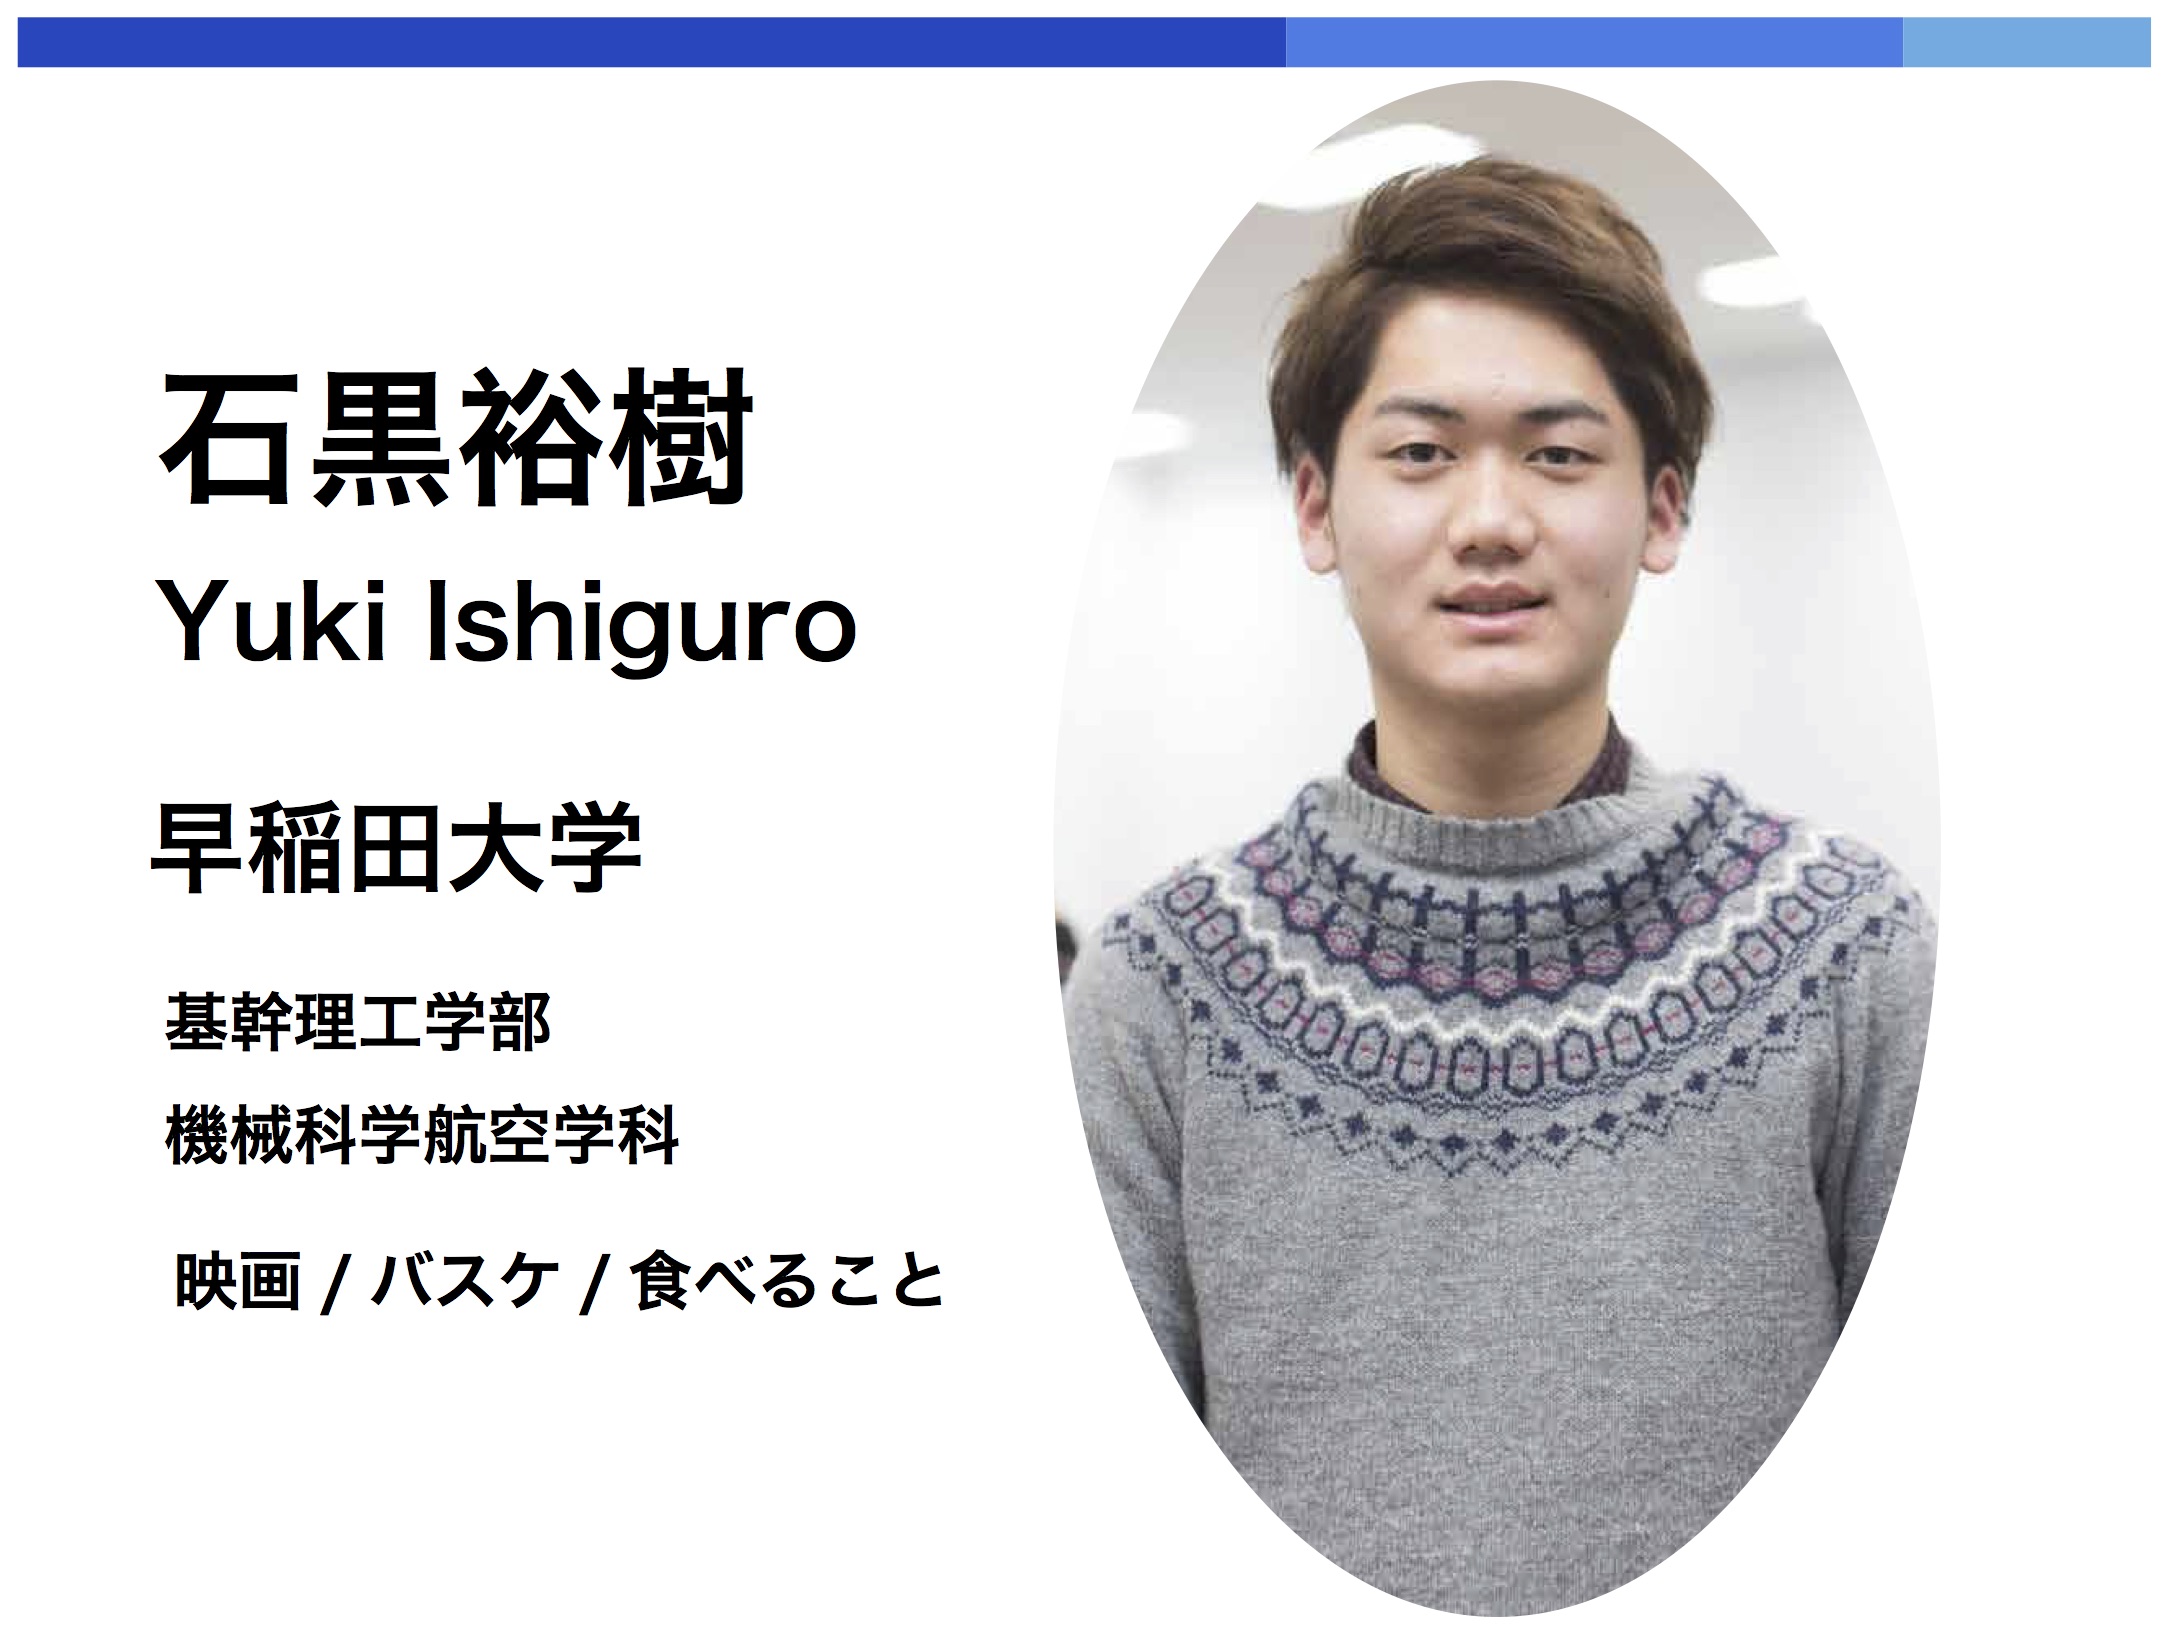 石黒裕樹
Yuki Ishiguro
早稲田大学
基幹理工学部
機械科学航空学科
映画 / バスケ / 食べること